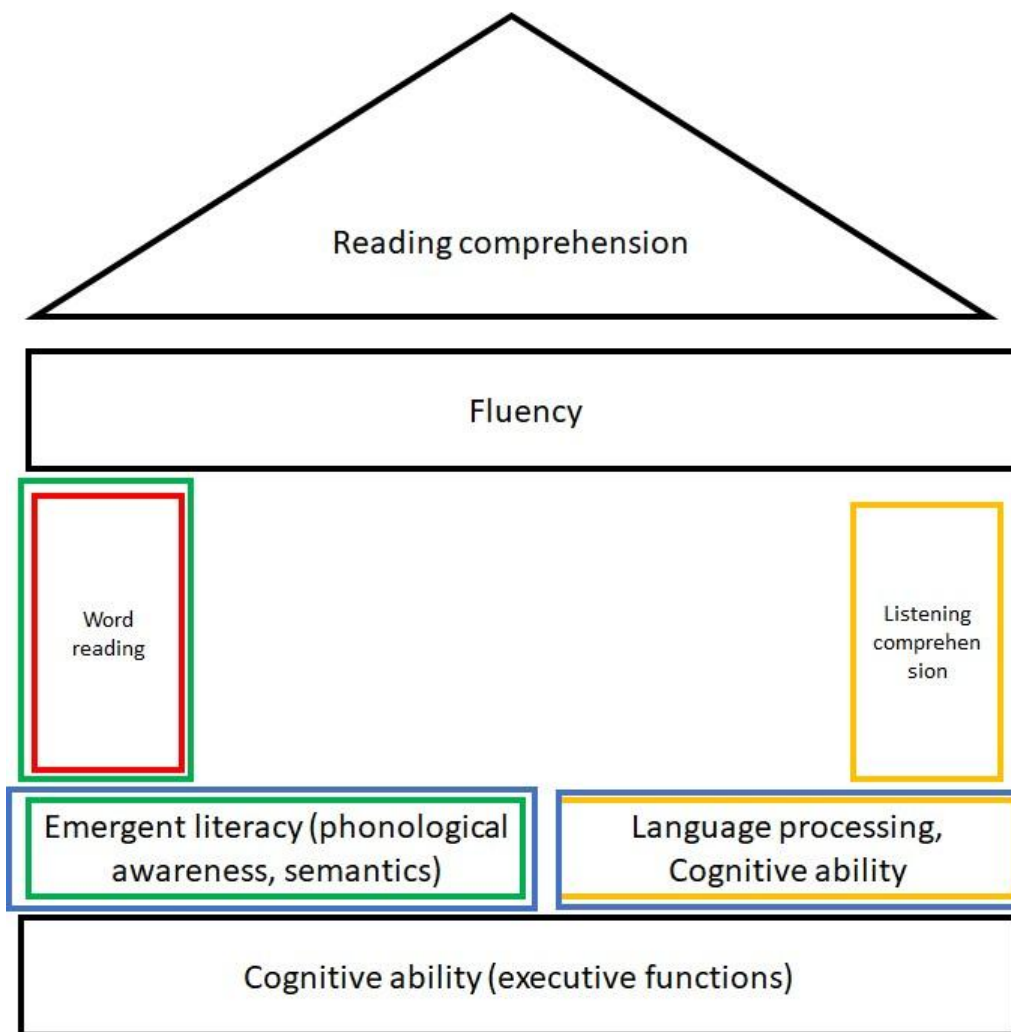 Reading comprehension
Fluency
Word
reading
Listening
comprehen
sion
Emergent literacy (phonological
awareness, semantics)
Language processing,
Cognitive ability
Cognitive ability (executive functions)